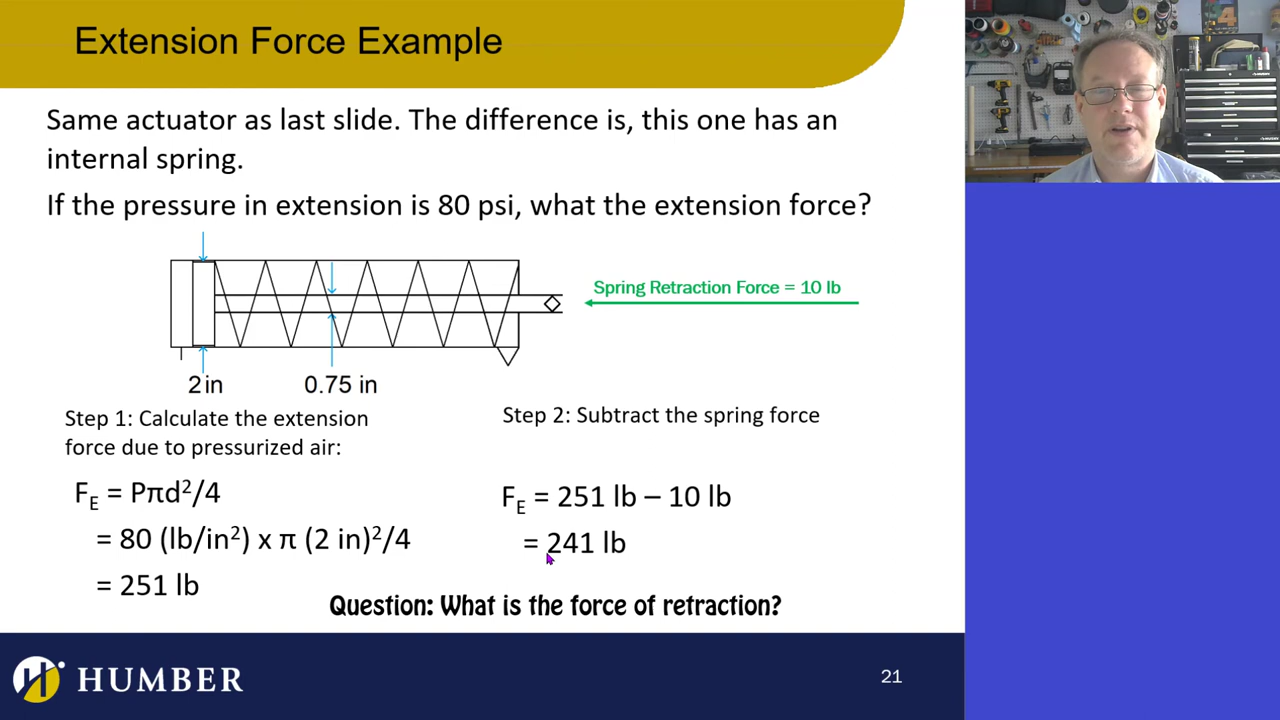 Extension Force Example
Same actuator as last slide. The difference is, this one has an
internal spring.
If the pressure in extension is 80 psi, what the extension force?
Spring Retraction Force = 10 lb
2 in
0.75 in
Step 1: Calculate the extension
force due to pressurized air:
F_E = Pπd²/4
= 80 (lb/in²) x π (2 in)²/4
= 251 lb
Step 2: Subtract the spring force
F_E = 251 lb – 10 lb
= 241 lb
Question: What is the force of retraction?
HUMBER
21